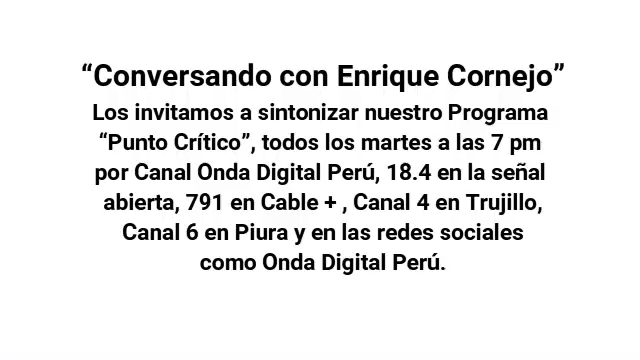 “Conversando con Enrique Cornejo”
Los invitamos a sintonizar nuestro Programa
“Punto Crítico”, todos los martes a las 7 pm
por Canal Onda Digital Perú, 18.4 en la señal
abierta, 791 en Cable + , Canal 4 en Trujillo,
Canal 6 en Piura y en las redes sociales
como Onda Digital Perú.